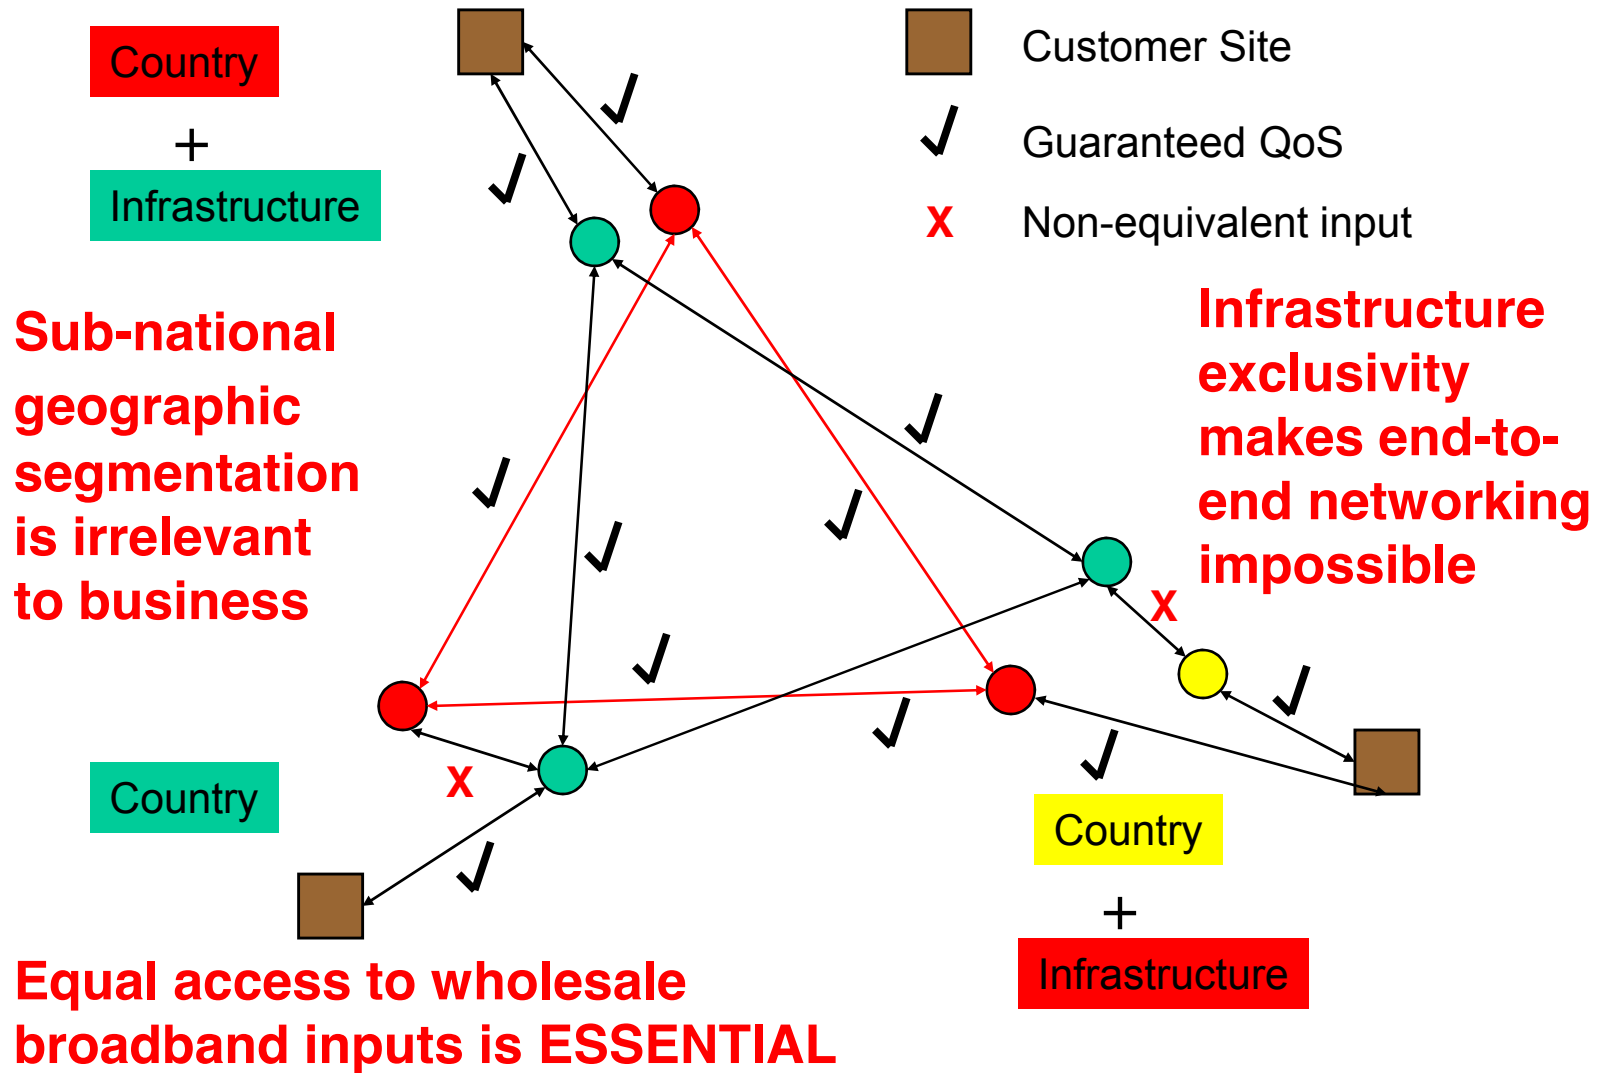 Country
+
Infrastructure
Customer Site
Guaranteed QoS
X Non-equivalent input
Sub-national
geographic
segmentation
is irrelevant
to business
Infrastructure
exclusivity
makes end-to-
end networking
impossible
X
X
Country
Country
+
Infrastructure
Equal access to wholesale
broadband inputs is ESSENTIAL